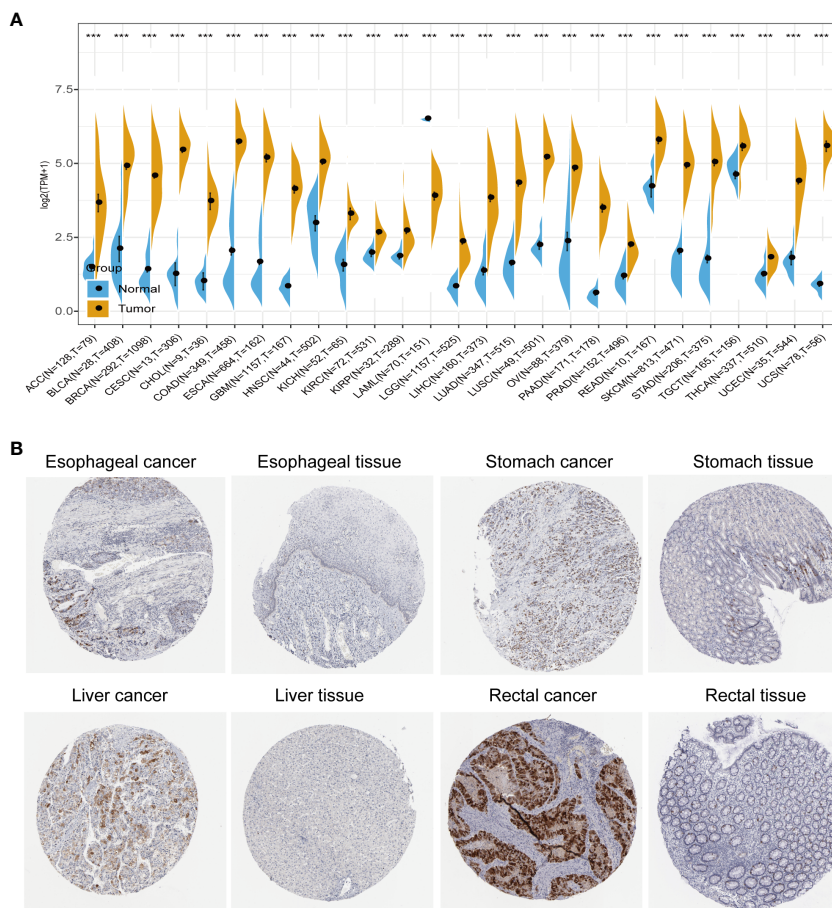 A
*** *** *** *** *** *** *** *** *** *** *** *** *** *** *** *** *** *** *** *** *** *** *** *** *** *** ***
7.5
5.0
2.5
0.0
log2(TPM+1)
Group
Normal
Tumor
ACC(N=128,T=79)
BLCA(N=28,T=408)
BRCA(N=292,T=1098)
CESC(N=13,T=306)
CHOL(N=9,T=36)
COAD(N=349,T=458)
ESCA(N=664,T=162)
GBM(N=1157,T=167)
HNSC(N=44,T=502)
KICH(N=52,T=65)
KIRC(N=72,T=531)
KIRP(N=32,T=289)
LAML(N=70,T=151)
LGG(N=1157,T=525)
LIHC(N=160,T=373)
LUAD(N=347,T=515)
LUSC(N=49,T=501)
OV(N=88,T=379)
PAAD(N=171,T=178)
PRAD(N=152,T=496)
READ(N=10,T=167)
SKCM(N=813,T=471)
STAD(N=206,T=375)
TGCT(N=165,T=156)
THCA(N=337,T=510)
UCEC(N=35,T=544)
UCS(N=78,T=56)
B
Esophageal cancer
Esophageal tissue
Stomach cancer
Stomach tissue
Liver cancer
Liver tissue
Rectal cancer
Rectal tissue